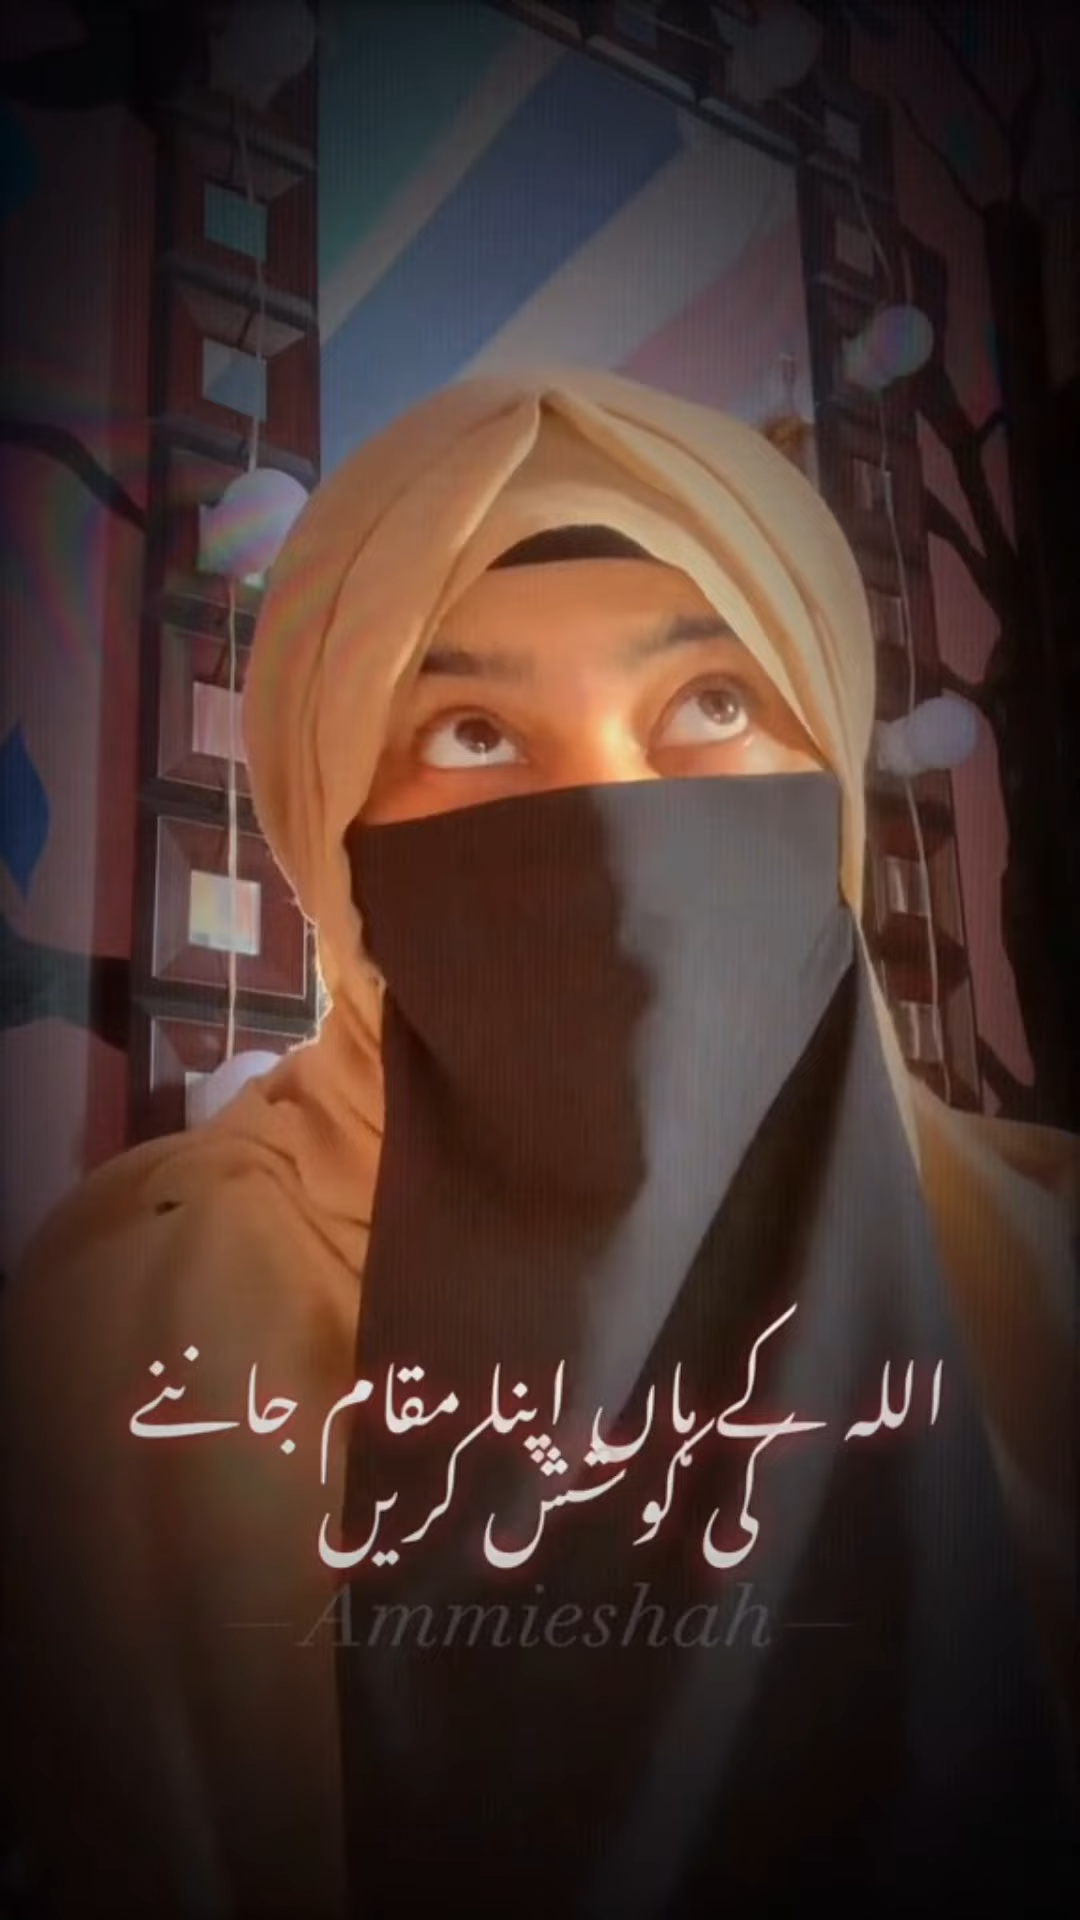 اللہ کے ہاں اپنا مقام جاننے
کی کوشش کریں
—Ammieshah—